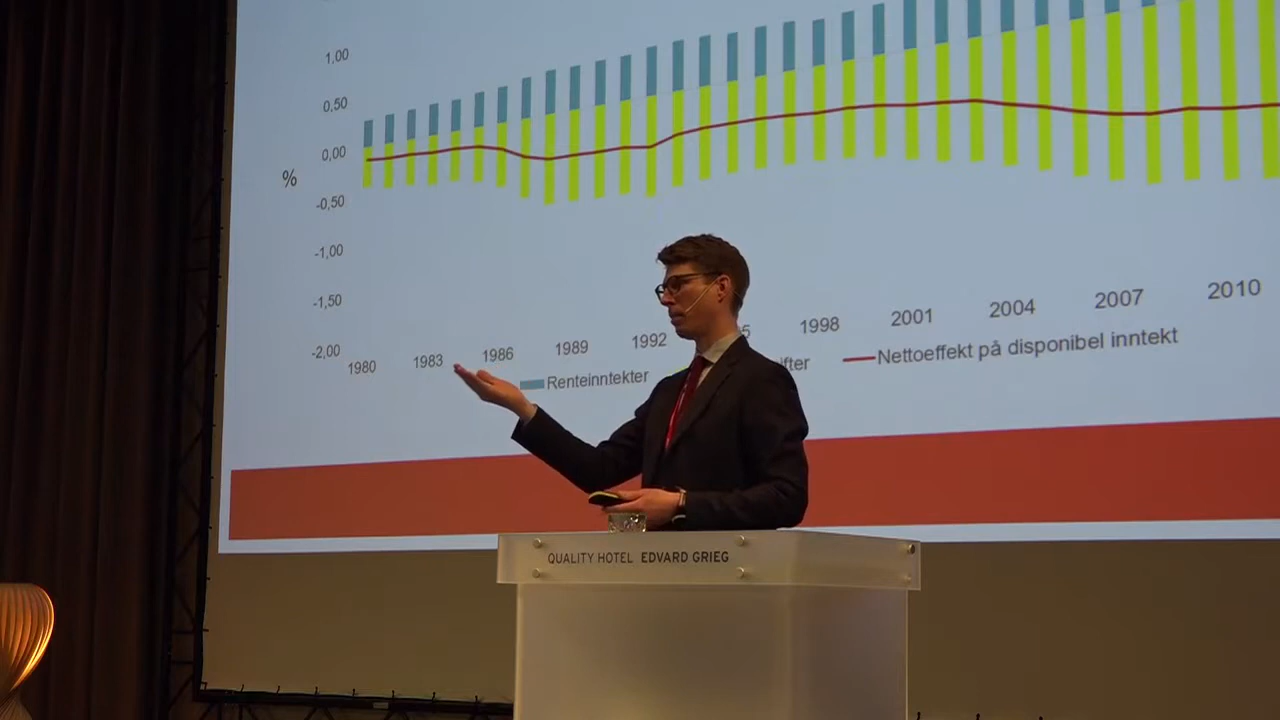 1,00
0,50
0,00
%
-0,50
-1,00
-1,50
-2,00
1980 1983 1986 1989 1992 5 1998 2001 2004 2007 2010
Renteinntekter ifter Nettoeffekt på disponibel inntekt
QUALITY HOTEL EDVARD GRIEG